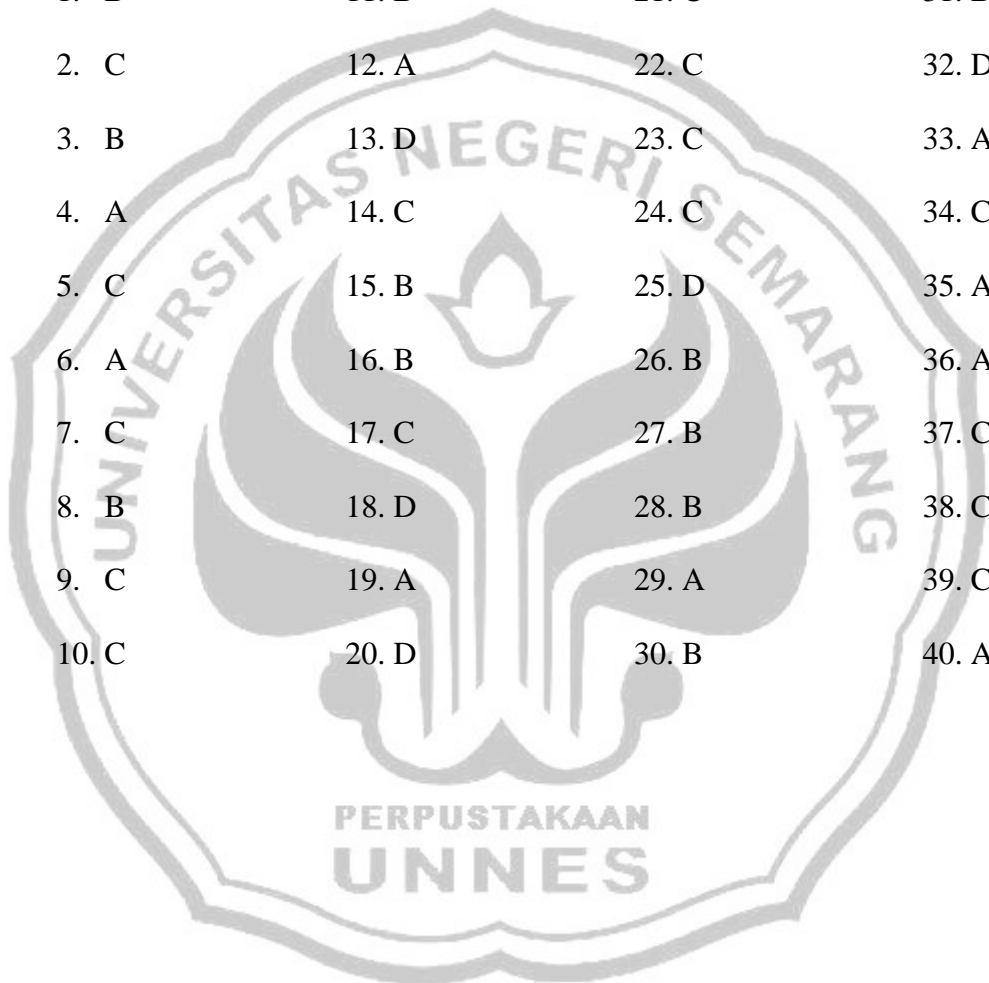 2. C 12. A 22. C 32. D
3. B 13. D 23. C 33. A
4. A 14. C 24. C 34. C
5. C 15. B 25. D 35. A
6. A 16. B 26. B 36. A
7. C 17. C 27. B 37. C
8. B 18. D 28. B 38. C
9. C 19. A 29. A 39. C
10. C 20. D 30. B 40. A
UNIVERSITAS NEGERI SEMARANG
PERPUSTAKAAN
UNNES